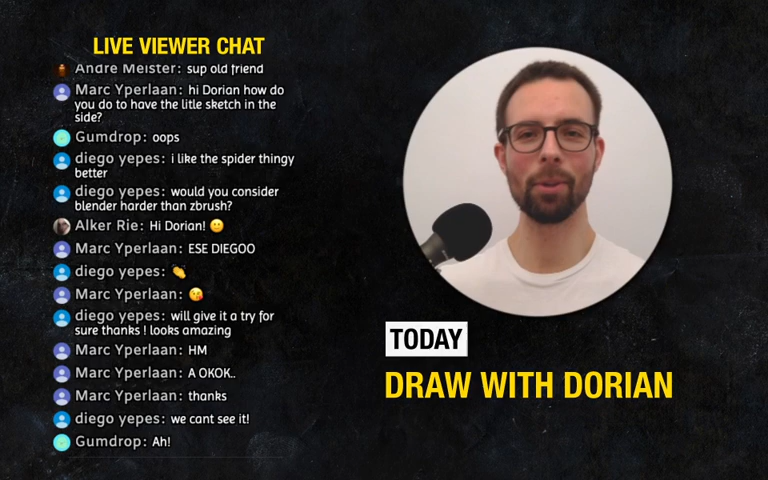 LIVE VIEWER CHAT
Andre Meister: sup old friend
Marc Yperlaan: hi Dorian how do
you do to have the litle sketch in the
side?
Gumdrop: oops
diego yepes: i like the spider thingy
better
diego yepes: would you consider
blender harder than zbrush?
Alker Rie: Hi Dorian! 🙂
Marc Yperlaan: ESE DIEGOO
diego yepes: 👏
Marc Yperlaan: 😘
diego yepes: will give it a try for
sure thanks ! looks amazing
Marc Yperlaan: HM
Marc Yperlaan: A OKOK..
Marc Yperlaan: thanks
diego yepes: we cant see it!
Gumdrop: Ah!
TODAY
DRAW WITH DORIAN